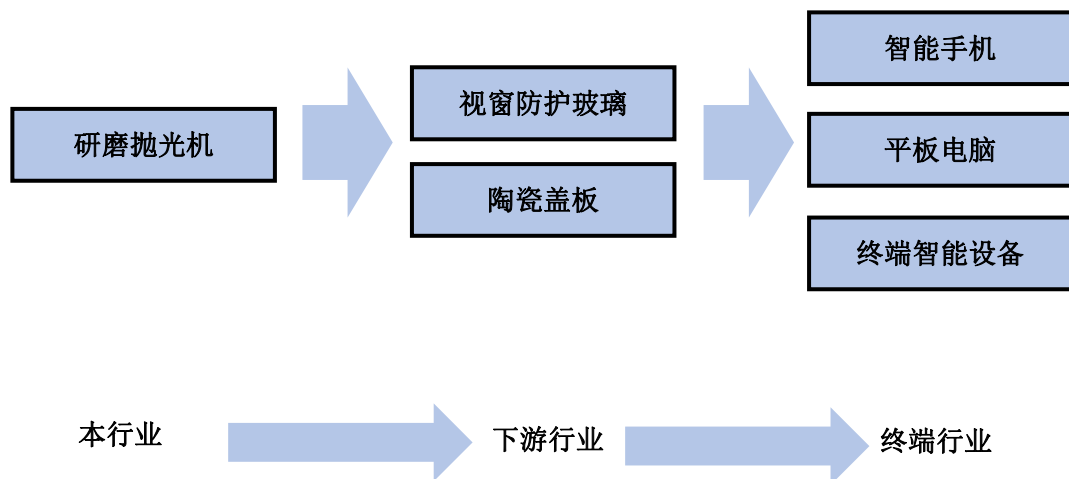 研磨抛光机
视窗防护玻璃
陶瓷盖板
智能手机
平板电脑
终端智能设备
本行业
下游行业
终端行业